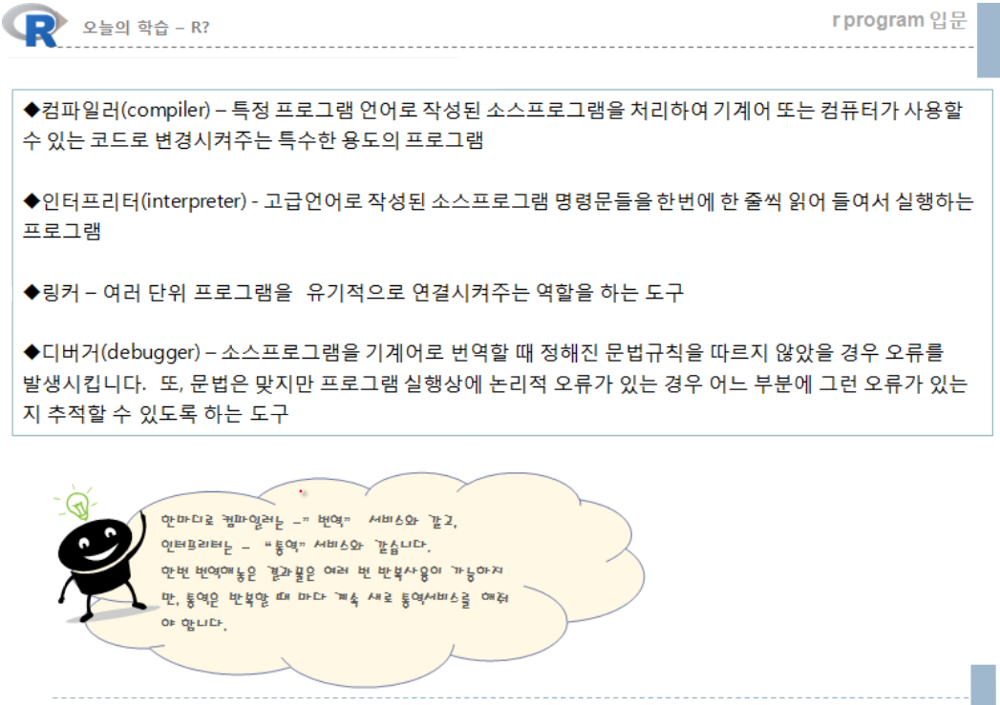 R
오늘의 학습 – R?
r program 입문
◆컴파일러(compiler) – 특정 프로그램 언어로 작성된 소스프로그램을 처리하여 기계어 또는 컴퓨터가 사용할
수 있는 코드로 변경시켜주는 특수한 용도의 프로그램
◆인터프리터(interpreter) - 고급언어로 작성된 소스프로그램 명령문들을 한번에 한 줄씩 읽어 들여서 실행하는
프로그램
◆링커 – 여러 단위 프로그램을 유기적으로 연결시켜주는 역할을 하는 도구
◆디버거(debugger) – 소스프로그램을 기계어로 번역할 때 정해진 문법규칙을 따르지 않았을 경우 오류를
발생시킵니다. 또, 문법은 맞지만 프로그램 실행상에 논리적 오류가 있는 경우 어느 부분에 그런 오류가 있는
지 추적할 수 있도록 하는 도구
한마디로 컴파일러는 –" 번역" 서비스와 같고,
인터프리터는 – "통역" 서비스와 같습니다.
한번 번역해놓은 결과물은 여러 번 반복사용이 가능하지
만, 통역은 반복할 때 마다 계속 새로 통역서비스를 해줘
야 합니다.